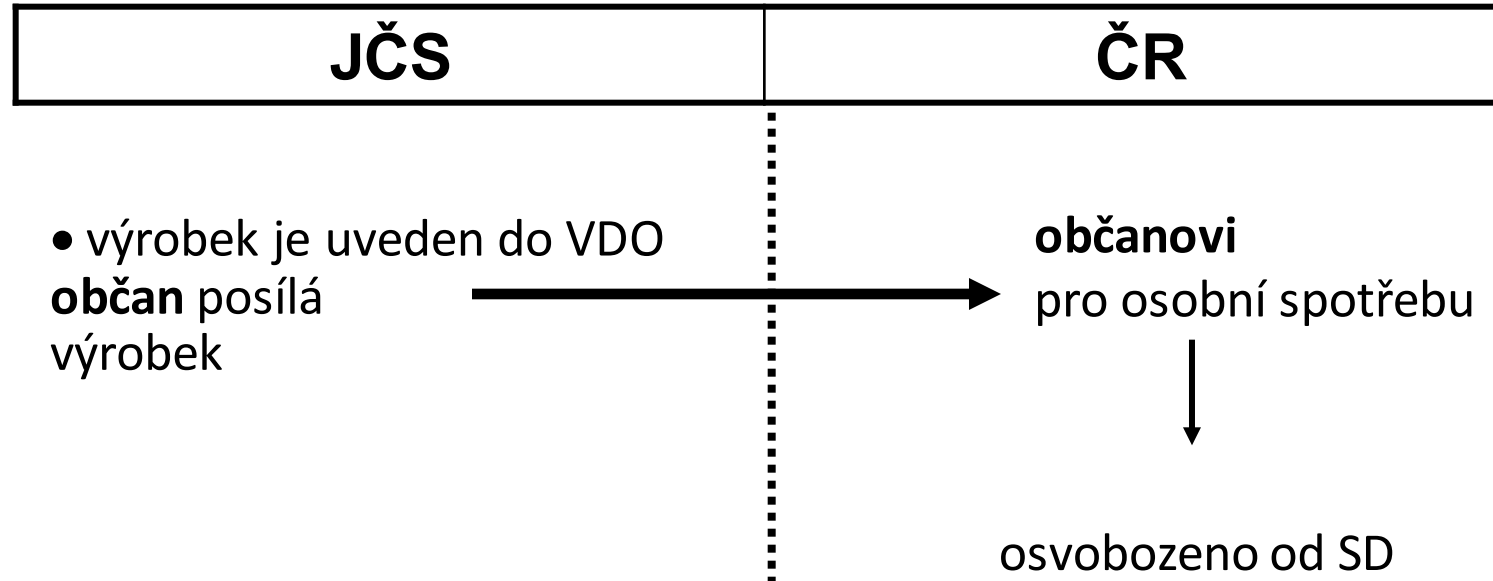 JČS
ČR
• výrobek je uveden do VDO
občan posílá
výrobek
občanovi
pro osobní spotřebu
osvobozeno od SD